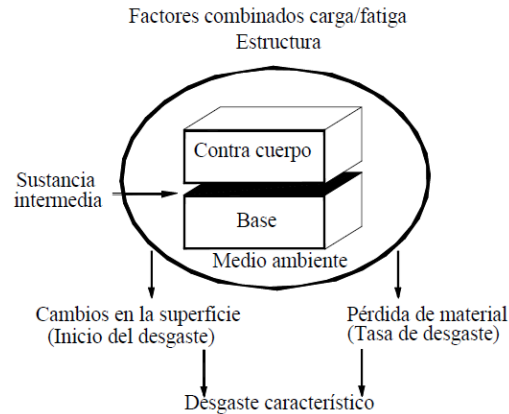 Factores combinados carga/fatiga
Estructura
Contra cuerpo
Sustancia
intermedia
Base
Medio ambiente
Cambios en la superficie
(Inicio del desgaste)
Pérdida de material
(Tasa de desgaste)
Desgaste característico